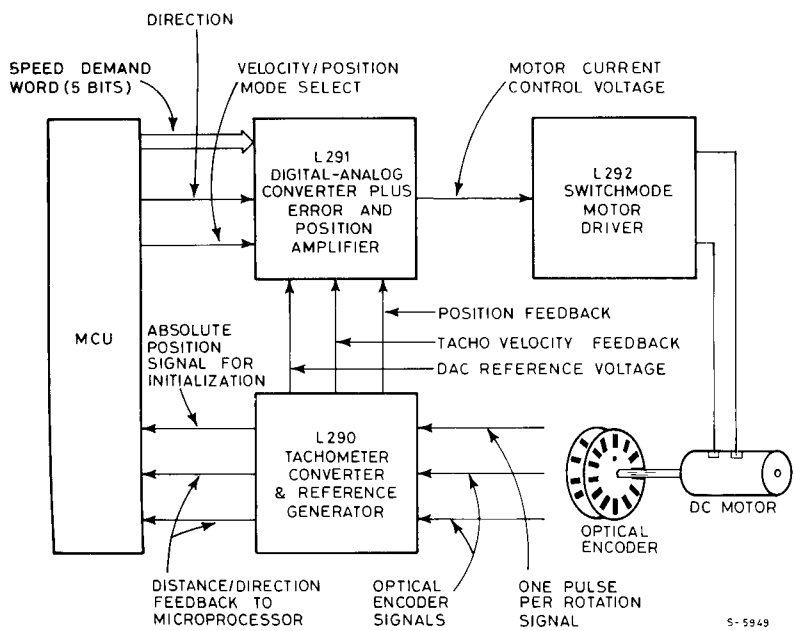 DIRECTION
SPEED DEMAND
WORD (5 BITS)
VELOCITY/POSITION
MODE SELECT
MOTOR CURRENT
CONTROL VOLTAGE
MCU
L291
DIGITAL-ANALOG
CONVERTER PLUS
ERROR AND
POSITION
AMPLIFIER
L292
SWITCHMODE
MOTOR
DRIVER
POSITION FEEDBACK
TACHO VELOCITY FEEDBACK
DAC REFERENCE VOLTAGE
ABSOLUTE
POSITION
SIGNAL FOR
INITIALIZATION
L290
TACHOMETER
CONVERTER
& REFERENCE
GENERATOR
DC MOTOR
OPTICAL
ENCODER
DISTANCE/DIRECTION
FEEDBACK TO
MICROPROCESSOR
OPTICAL
ENCODER
SIGNALS
ONE PULSE
PER ROTATION
SIGNAL
S-5949